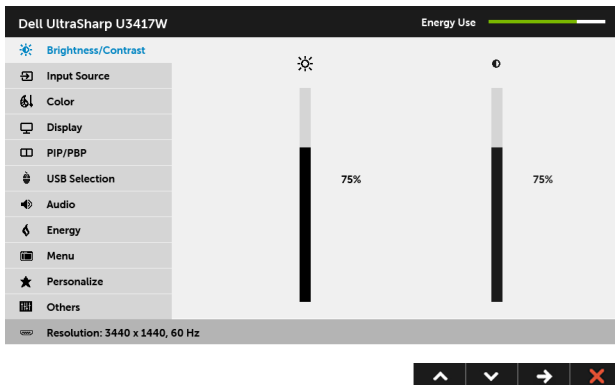 Dell UltraSharp U3417W
Energy Use
Brightness/Contrast
Input Source
Color
Display
PIP/PBP
USB Selection
Audio
Energy
Menu
Personalize
Others
75%
75%
Resolution: 3440 x 1440, 60 Hz